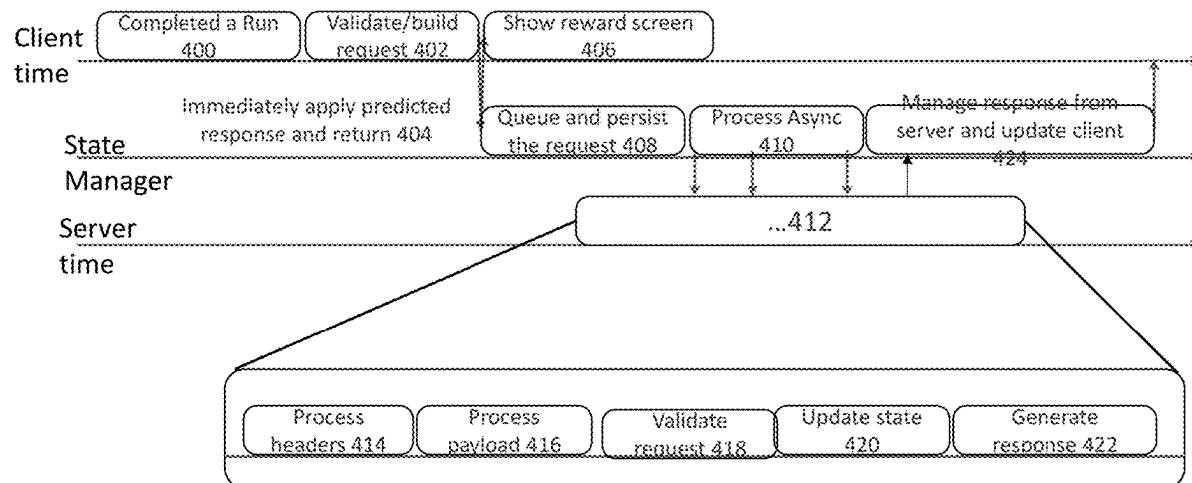 Client
time
Completed a Run
400
Validate/build
request 402
Show reward screen
406
Immediately apply predicted
response and return 404
State
Manager
Queue and persist
the request 408
Process Async
410
Manage response from
server and update client
424
Server
time
...412
Process
headers 414
Process
payload 416
Validate
request 418
Update state
420
Generate
response 422